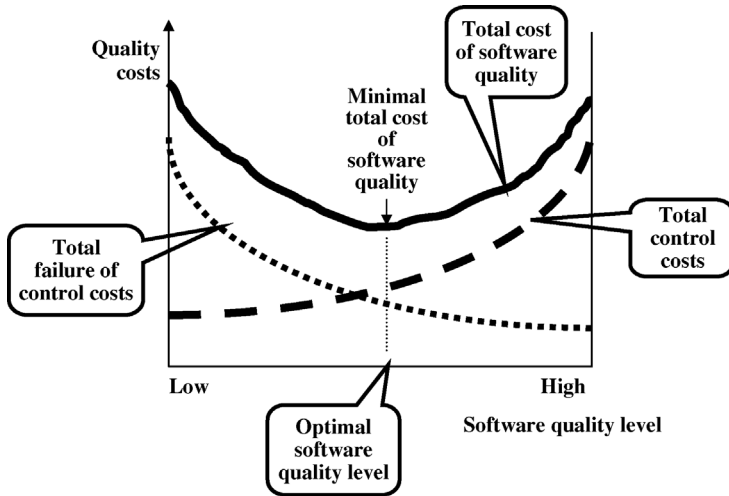 Quality
costs
Total cost
of software
quality
Minimal
total cost
of
software
quality
Total
failure of
control costs
Total
control
costs
Low
High
Optimal
software
quality level
Software quality level